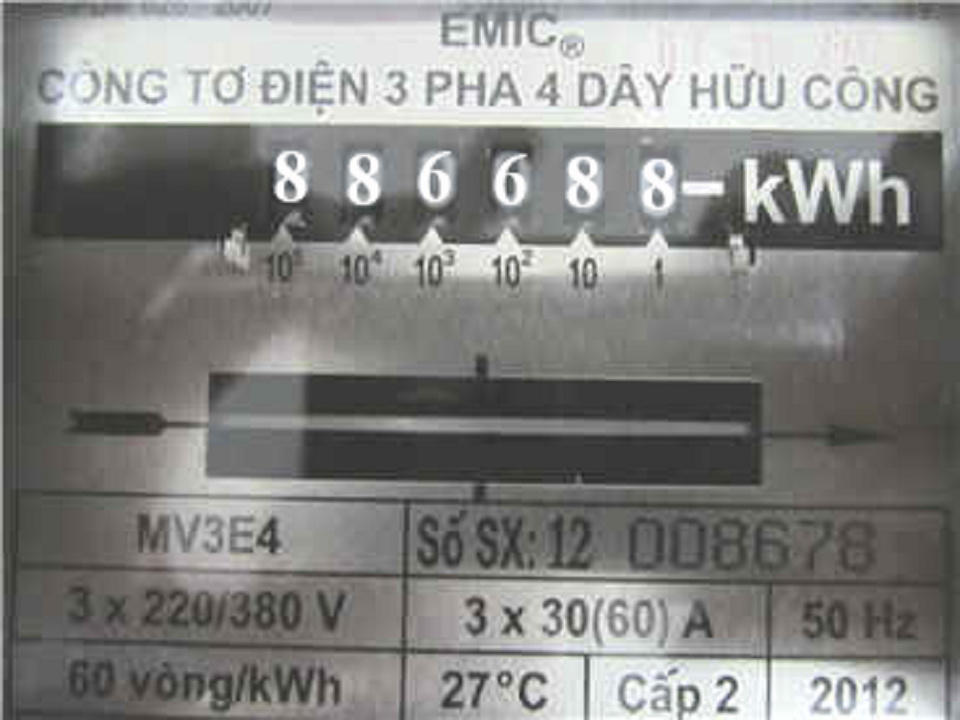 2007
EMIC®
CÔNG TƠ ĐIỆN 3 PHA 4 DÂY HỮU CÔNG
8 8 6 6 8 8 - kWh
10⁵ 10⁴ 10³ 10² 10 1
MV3E4 Số SX: 12 008678
3 x 220/380 V 3 x 30(60) A 50 Hz
60 vòng/kWh 27°C Cấp 2 2012